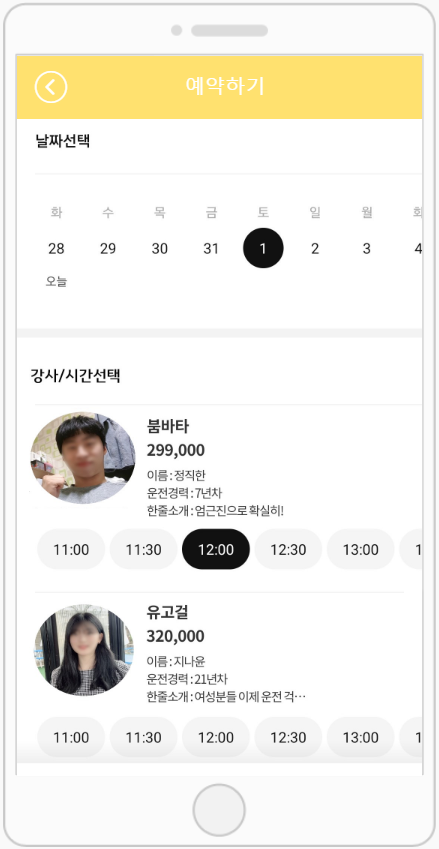 예약하기
날짜선택
화 수 목 금 토 일 월 화
28 29 30 31 1 2 3 4
오늘
강사/시간선택
붐바타
299,000
이름 : 정직한
운전경력 : 7년차
한줄소개 : 엄근진으로 확실히!
11:00 11:30 12:00 12:30 13:00 1
유고걸
320,000
이름 : 지나윤
운전경력 : 21년차
한줄소개 : 여성분들 이제 운전 걱…
11:00 11:30 12:00 12:30 13:00 1